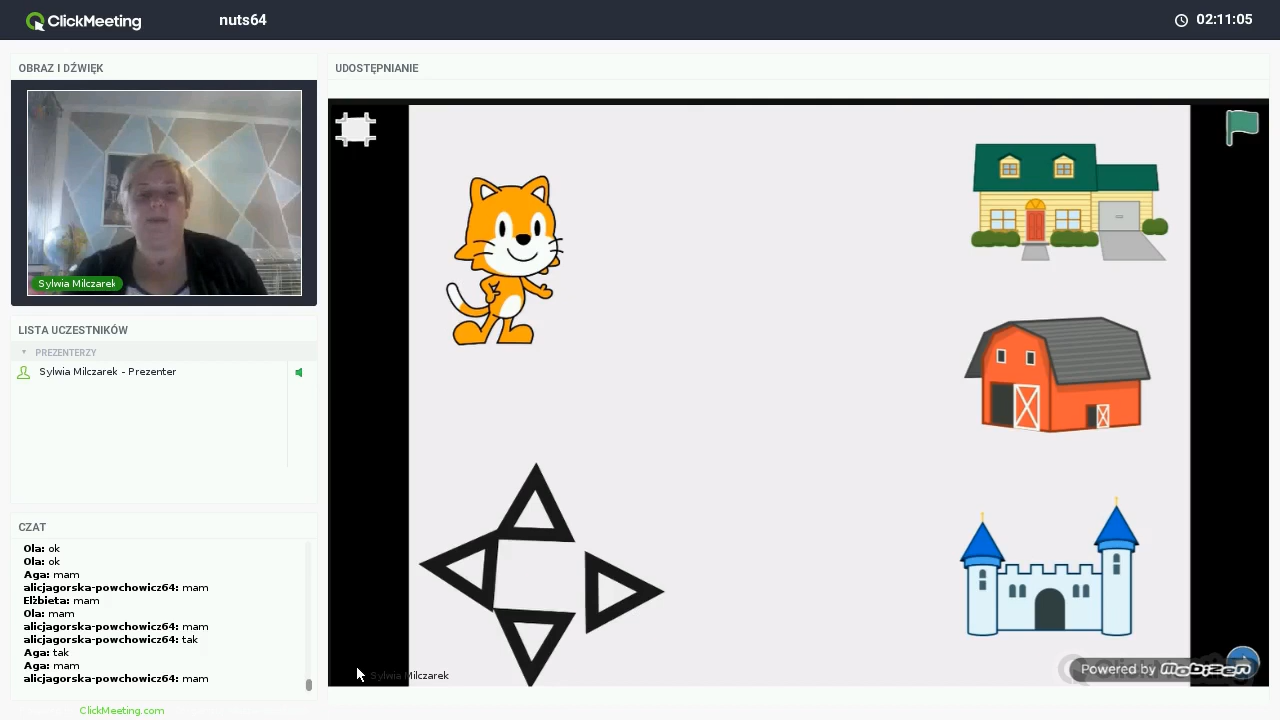 ClickMeeting
nuts64
02:11:05
OBRAZ I DŹWIĘK
Sylwia Milczarek
LISTA UCZESTNIKÓW
PREZENTERZY
Sylwia Milczarek - Prezenter
CZAT
Ola: ok
Ola: ok
Aga: mam
alicjagorska-powchowicz64: mam
Elżbieta: mam
Ola: mam
alicjagorska-powchowicz64: mam
alicjagorska-powchowicz64: tak
Aga: tak
Aga: mam
alicjagorska-powchowicz64: mam
ClickMeeting.com
UDOSTĘPNIANIE
Sylwia Milczarek
Powered by Mobizen